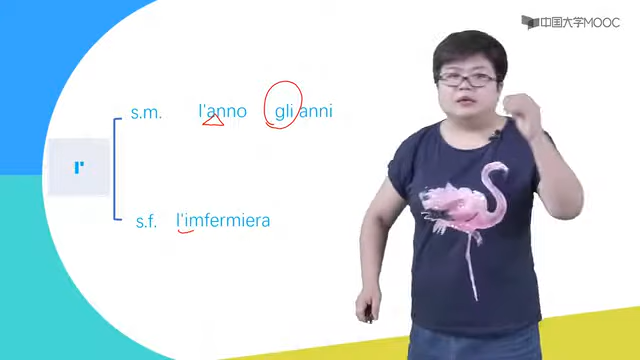 中国大学MOOC
s.m. l'anno gli anni
l'
s.f. l'imfermiera